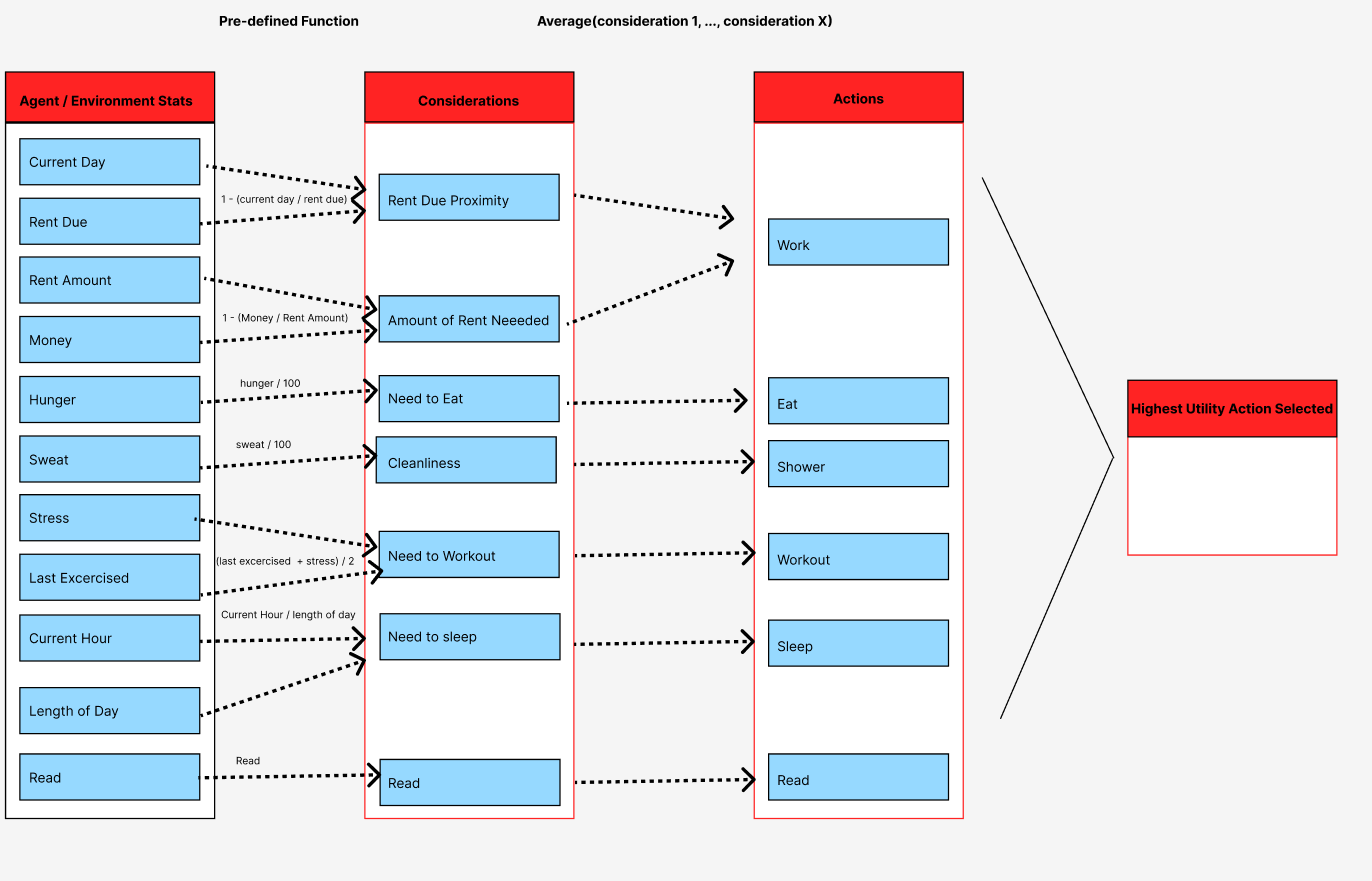 Pre-defined Function
Average(consideration 1, ..., consideration X)
Agent / Environment Stats
Considerations
Actions
Current Day
Rent Due
Rent Amount
Money
Hunger
Sweat
Stress
Last Excercised
Current Hour
Length of Day
Read
1 - (current day / rent due)
1 - (Money / Rent Amount)
hunger / 100
sweat / 100
(last excercised + stress) / 2
Current Hour / length of day
Read
Rent Due Proximity
Amount of Rent Neeeded
Need to Eat
Cleanliness
Need to Workout
Need to sleep
Read
Work
Eat
Shower
Workout
Sleep
Read
Highest Utility Action Selected